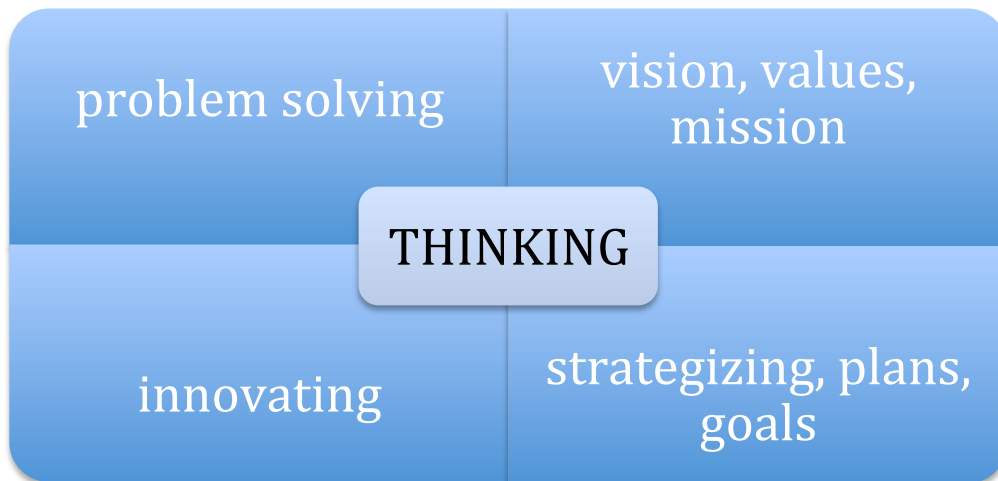 problem solving
vision, values,
mission
THINKING
innovating
strategizing, plans,
goals